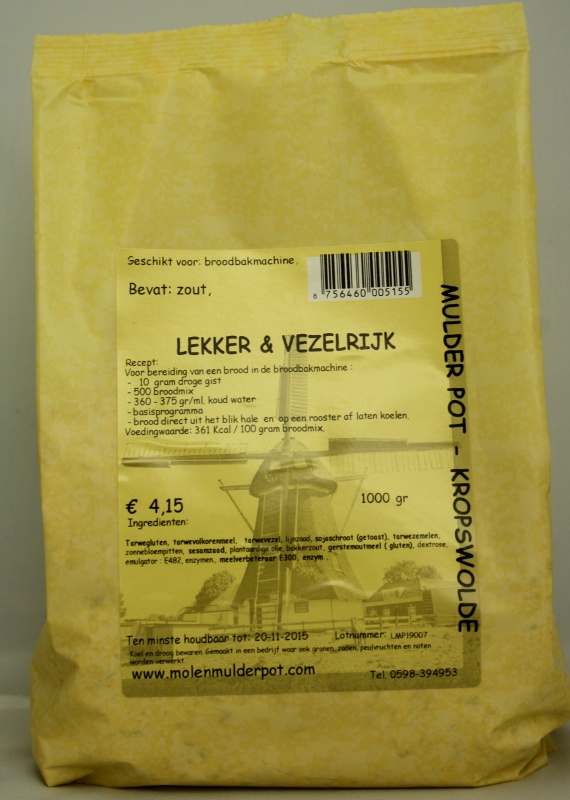 Geschikt voor: broodbakmachine.
8 756460 005155
Bevat: zout,
LEKKER & VEZELRIJK
Recept:
Voor bereiding van een brood in de broodbakmachine :
- 10 gram droge gist
- 500 broodmix
- 360 - 375 gr/ml. koud water
- basisprogramma
- brood direct uit het blik hale en op een rooster af laten koelen.
Voedingwaarde: 361 Kcal / 100 gram broodmix.
€ 4,15
1000 gr
Ingredienten:
Tarwegluten, tarwevolkorenmeel, tarwevezel, lijnzaad, sojaschroot (getoast), tarwezemelen,
zonnebloempitten, sesamzaad, plantaardige olie, bakkerzout, gerstemoutmeel ( gluten), dextrose,
emulgator : E482, enzymen, meelverbeteraar E300, enzym .
Ten minste houdbaar tot: 20-11-2015 Lotnummer: LMP19007
Koel en droog bewaren. Gemaakt in een bedrijf waar ook granen, zaden, peulvruchten en noten
worden verwerkt.
www.molenmulderpot.com Tel. 0598-394953
MULDER POT - KROPSWOLDE